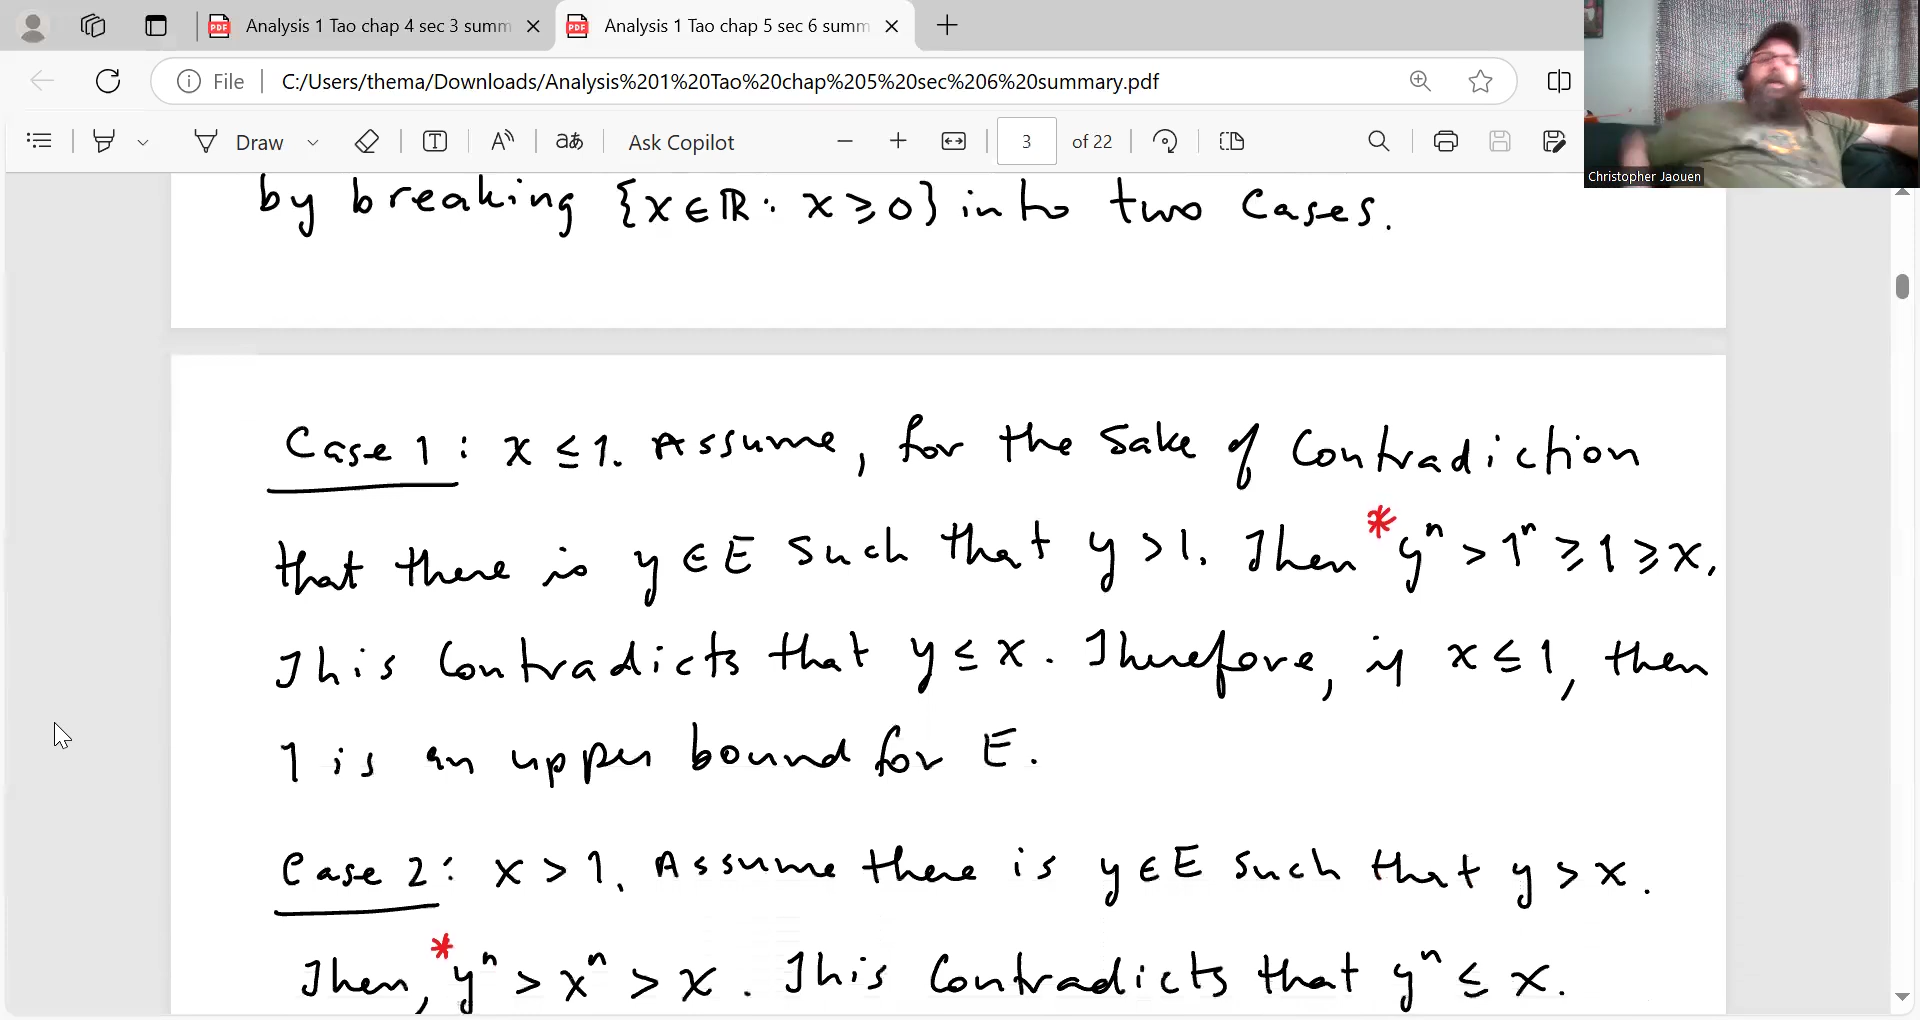 Analysis 1 Tao chap 4 sec 3 summ
Analysis 1 Tao chap 5 sec 6 summ
File
C:/Users/thema/Downloads/Analysis%201%20Tao%20chap%205%20sec%206%20summary.pdf
Draw
Ask Copilot
3 of 22
Christopher Jaouen
by breaking {x∈ℝ: x≥0} into two cases.
Case 1: x ≤ 1. Assume, for the sake of contradiction
that there is y∈E such that y > 1. Then *yⁿ > 1ⁿ ≥ 1 ≥ x.
This contradicts that y ≤ x. Therefore, if x ≤ 1, then
1 is an upper bound for E.
Case 2: x > 1. Assume there is y∈E such that y > x.
Then, *yⁿ > xⁿ > x. This contradicts that yⁿ ≤ x.